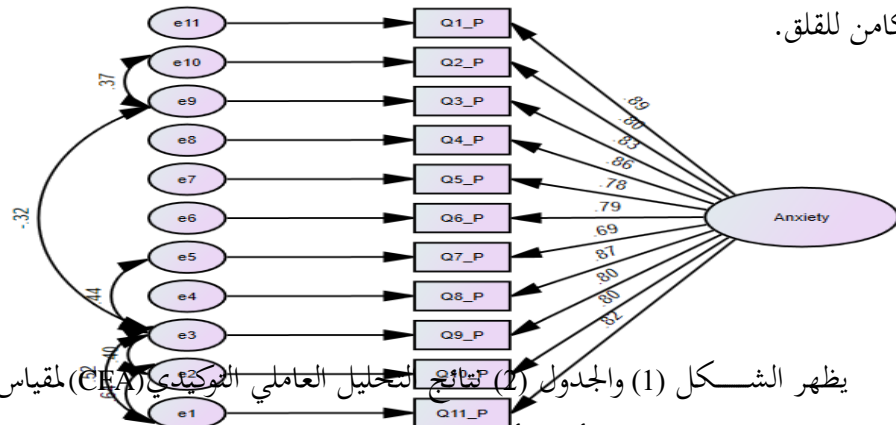 كامن للقلق.
e11 Q1_P
e10 Q2_P
e9 Q3_P
e8 Q4_P
e7 Q5_P
e6 Q6_P
e5 Q7_P
e4 Q8_P
e3 Q9_P
e2
e1 Q11_P
.37
-.32
.44
.40
.89
.80
.83
.86
.78
.79
.69
.87
.80
.80
.82
Anxiety
يظهر الشكل (1) والجدول (2) نتائج التحليل العاملي التوكيدي (CFA) لمقياس